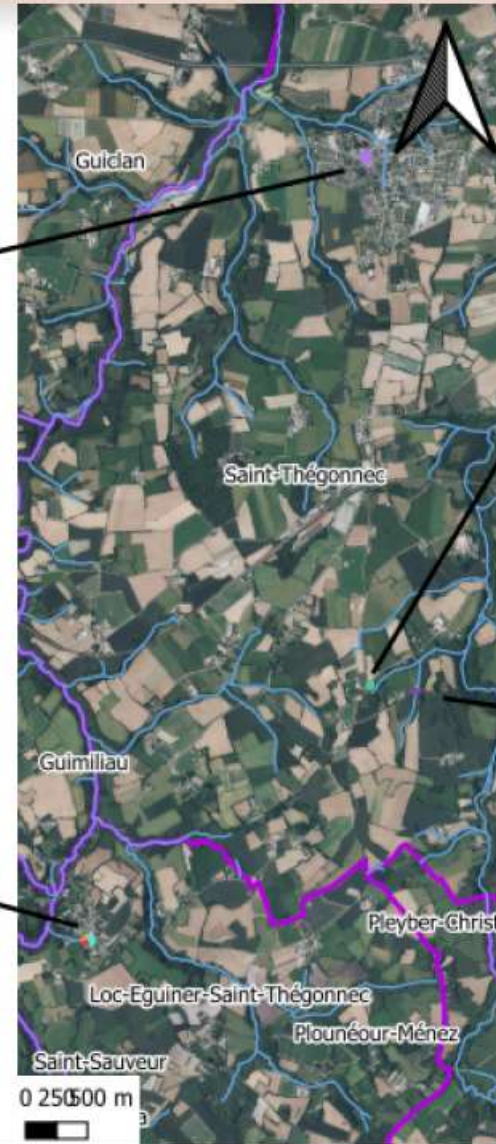 Guiclan
Saint-Thégonnec
Guimiliau
Pleyber-Christ
Loc-Eguiner-Saint-Thégonnec
Plounéour-Ménez
Saint-Sauveur
0 250500 m
a